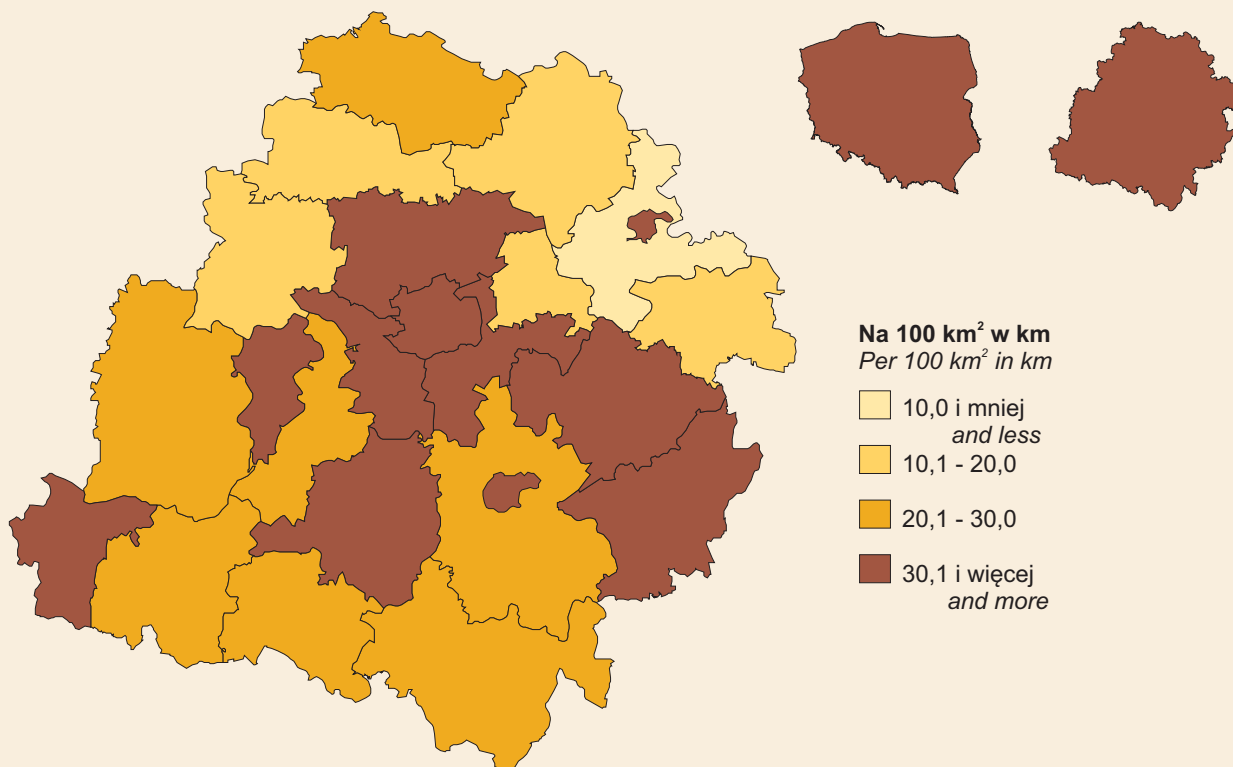 Na 100 km² w km
Per 100 km² in km
10,0 i mniej
and less
10,1 - 20,0
20,1 - 30,0
30,1 i więcej
and more